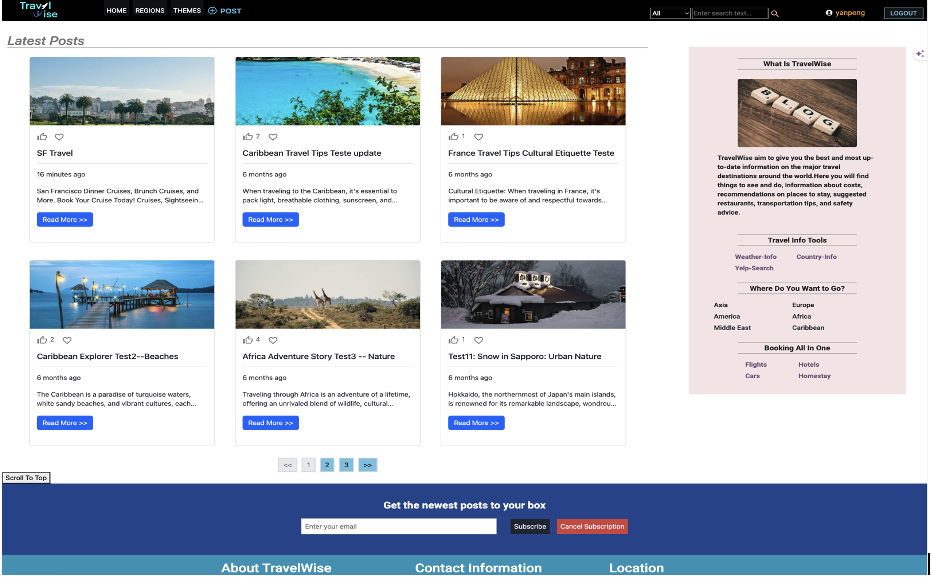 Travel
Wise
HOME
REGIONS
THEMES
POST
All
Enter search text...
yanpeng
LOGOUT
Latest Posts
SF Travel
16 minutes ago
San Francisco Dinner Cruises, Brunch Cruises, and
More. Book Your Cruise Today! Cruises, Sightseein...
Read More >>
2
Caribbean Travel Tips Teste update
6 months ago
When traveling to the Caribbean, it's essential to
pack light, breathable clothing, sunscreen, and...
Read More >>
1
France Travel Tips Cultural Etiquette Teste
6 months ago
Cultural Etiquette: When traveling in France, it's
important to be aware of and respectful towards...
Read More >>
2
Caribbean Explorer Test2--Beaches
6 months ago
The Caribbean is a paradise of turquoise waters,
white sandy beaches, and vibrant cultures, each...
Read More >>
4
Africa Adventure Story Test3 -- Nature
6 months ago
Traveling through Africa is an adventure of a lifetime,
offering an unrivaled blend of wildlife, cultural...
Read More >>
1
Test11: Snow in Sapporo: Urban Nature
6 months ago
Hokkaido, the northernmost of Japan's main islands,
is renowned for its remarkable landscape, wondrou...
Read More >>
<<
1
2
3
>>
What Is TravelWise
BLOG
TravelWise aim to give you the best and most up-
to-date information on the major travel
destinations around the world.Here you will find
things to see and do, information about costs,
recommendations on places to stay, suggested
restaurants, transportation tips, and safety
advice.
Travel Info Tools
Weather-Info
Country-Info
Yelp-Search
Where Do You Want to Go?
Asia
Europe
America
Africa
Middle East
Caribbean
Booking All In One
Flights
Hotels
Cars
Homestay
Scroll To Top
Get the newest posts to your box
Enter your email
Subscribe
Cancel Subscription
About TravelWise
Contact Information
Location